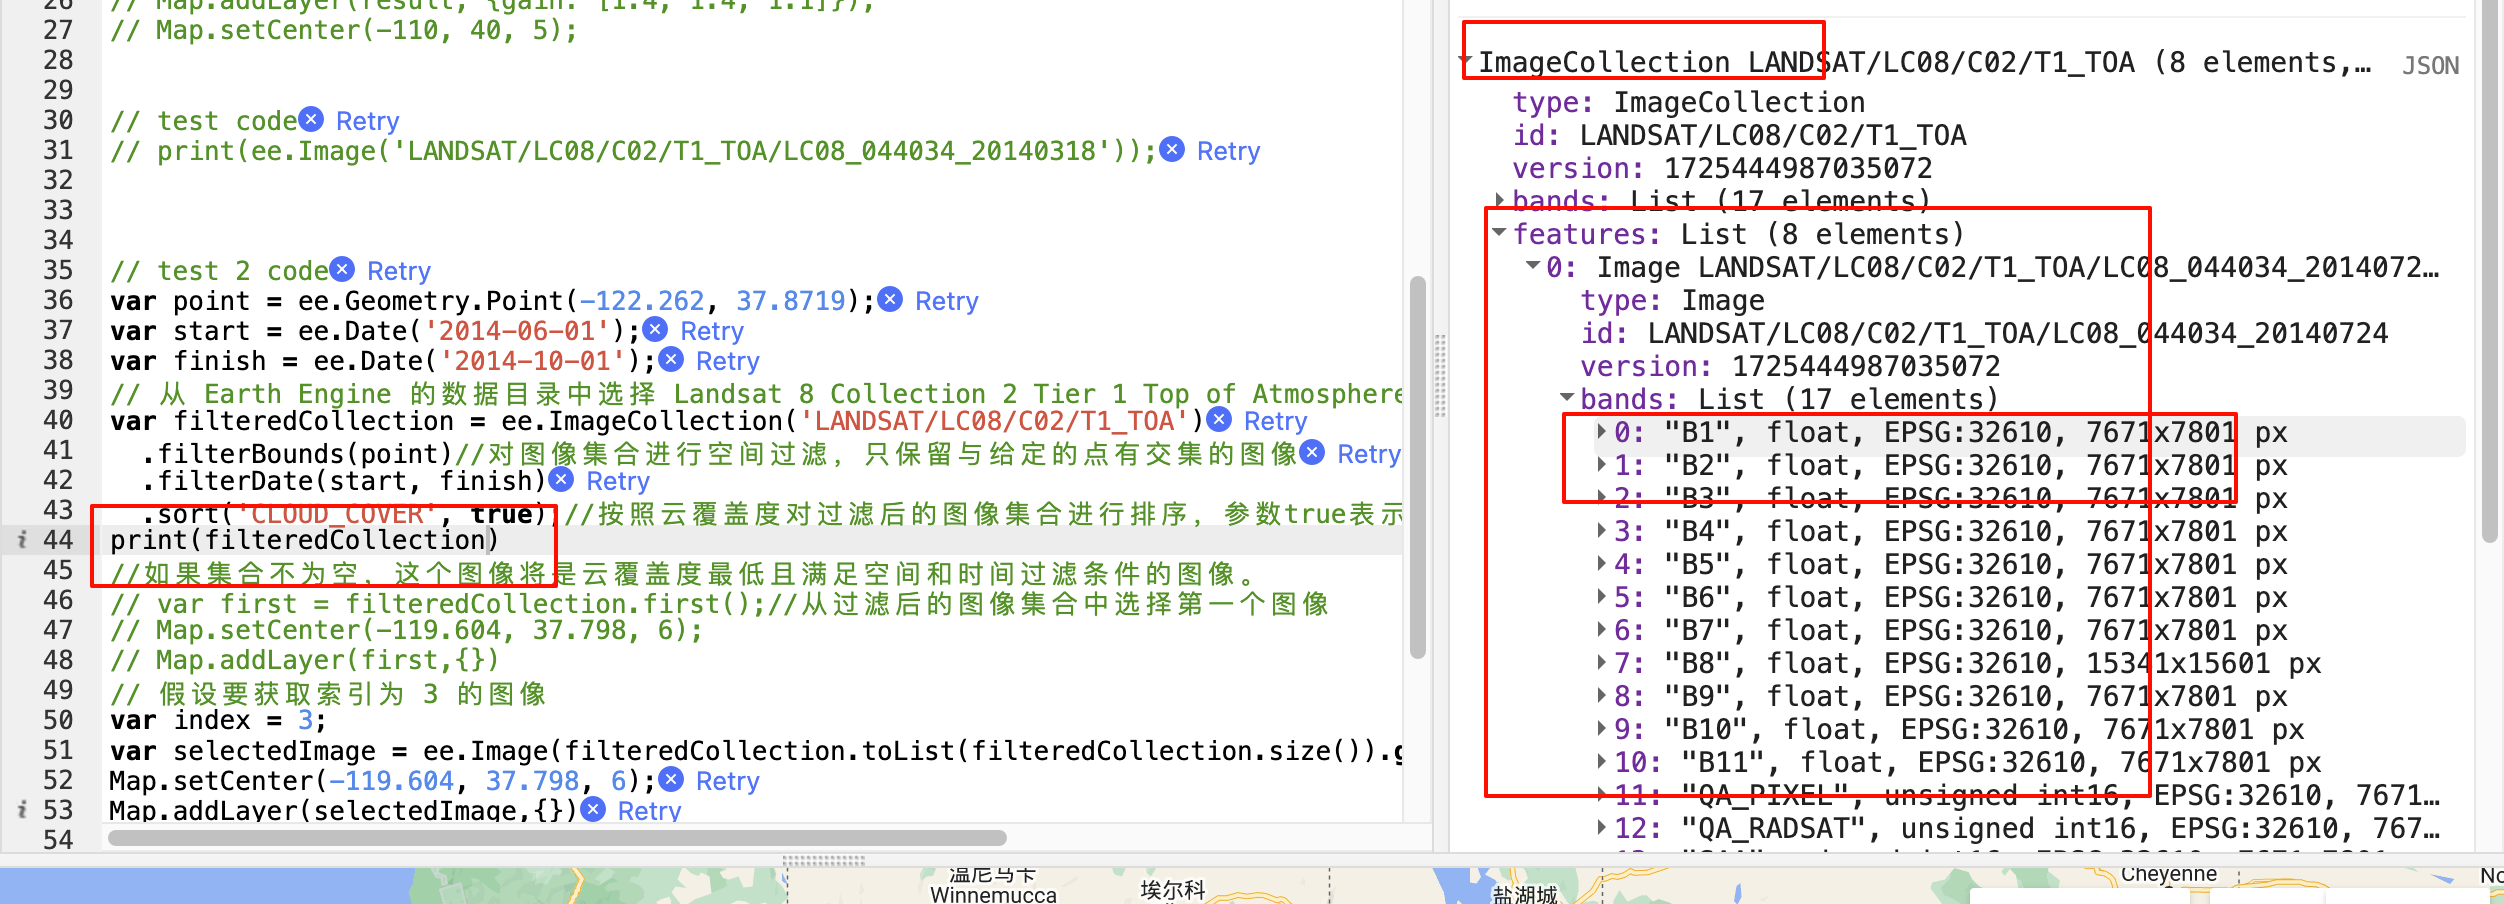 26 // Map.addLayer(result, {gain: [1.4, 1.4, 1.1]});
27 // Map.setCenter(-110, 40, 5);
28
29
30 // test code Retry
31 // print(ee.Image('LANDSAT/LC08/C02/T1_TOA/LC08_044034_20140318')); Retry
32
33
34
35 // test 2 code Retry
36 var point = ee.Geometry.Point(-122.262, 37.8719); Retry
37 var start = ee.Date('2014-06-01'); Retry
38 var finish = ee.Date('2014-10-01'); Retry
39 // 从 Earth Engine 的数据目录中选择 Landsat 8 Collection 2 Tier 1 Top of Atmosphere
40 var filteredCollection = ee.ImageCollection('LANDSAT/LC08/C02/T1_TOA') Retry
41 .filterBounds(point)//对图像集合进行空间过滤，只保留与给定的点有交集的图像 Retry
42 .filterDate(start, finish) Retry
43 .sort('CLOUD_COVER', true);//按照云覆盖度对过滤后的图像集合进行排序，参数true表示
44 print(filteredCollection)
45 //如果集合不为空，这个图像将是云覆盖度最低且满足空间和时间过滤条件的图像。
46 // var first = filteredCollection.first();//从过滤后的图像集合中选择第一个图像
47 // Map.setCenter(-119.604, 37.798, 6);
48 // Map.addLayer(first,{})
49 // 假设要获取索引为 3 的图像
50 var index = 3;
51 var selectedImage = ee.Image(filteredCollection.toList(filteredCollection.size()).g
52 Map.setCenter(-119.604, 37.798, 6); Retry
53 Map.addLayer(selectedImage,{}) Retry
54
ImageCollection LANDSAT/LC08/C02/T1_TOA (8 elements,… JSON
type: ImageCollection
id: LANDSAT/LC08/C02/T1_TOA
version: 1725444987035072
bands: List (17 elements)
features: List (8 elements)
0: Image LANDSAT/LC08/C02/T1_TOA/LC08_044034_2014072…
type: Image
id: LANDSAT/LC08/C02/T1_TOA/LC08_044034_20140724
version: 1725444987035072
bands: List (17 elements)
0: "B1", float, EPSG:32610, 7671x7801 px
1: "B2", float, EPSG:32610, 7671x7801 px
2: "B3", float, EPSG:32610, 7671x7801 px
3: "B4", float, EPSG:32610, 7671x7801 px
4: "B5", float, EPSG:32610, 7671x7801 px
5: "B6", float, EPSG:32610, 7671x7801 px
6: "B7", float, EPSG:32610, 7671x7801 px
7: "B8", float, EPSG:32610, 15341x15601 px
8: "B9", float, EPSG:32610, 7671x7801 px
9: "B10", float, EPSG:32610, 7671x7801 px
10: "B11", float, EPSG:32610, 7671x7801 px
11: "QA_PIXEL", unsigned int16, EPSG:32610, 7671…
12: "QA_RADSAT", unsigned int16, EPSG:32610, 767…
温尼马卡
Winnemucca
埃尔科
盐湖城
Cheyenne
No